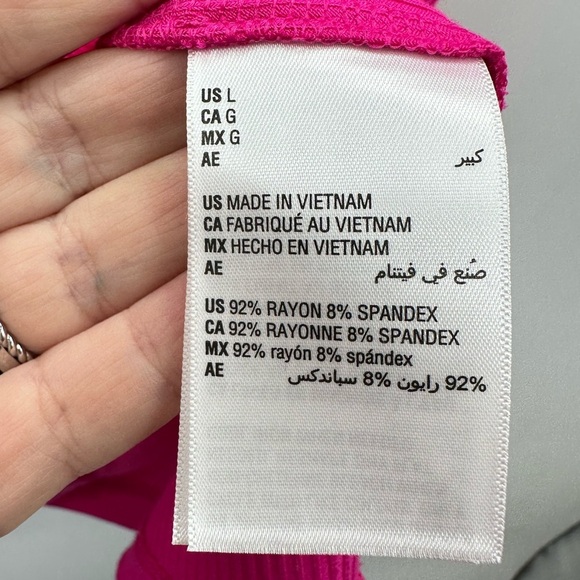 US L
CA G
MX G
AE كبير
US MADE IN VIETNAM
CA FABRIQUÉ AU VIETNAM
MX HECHO EN VIETNAM
AE صُنع في فيتنام
US 92% RAYON 8% SPANDEX
CA 92% RAYONNE 8% SPANDEX
MX 92% rayón 8% spándex
AE 92% رايون 8% سباندكس